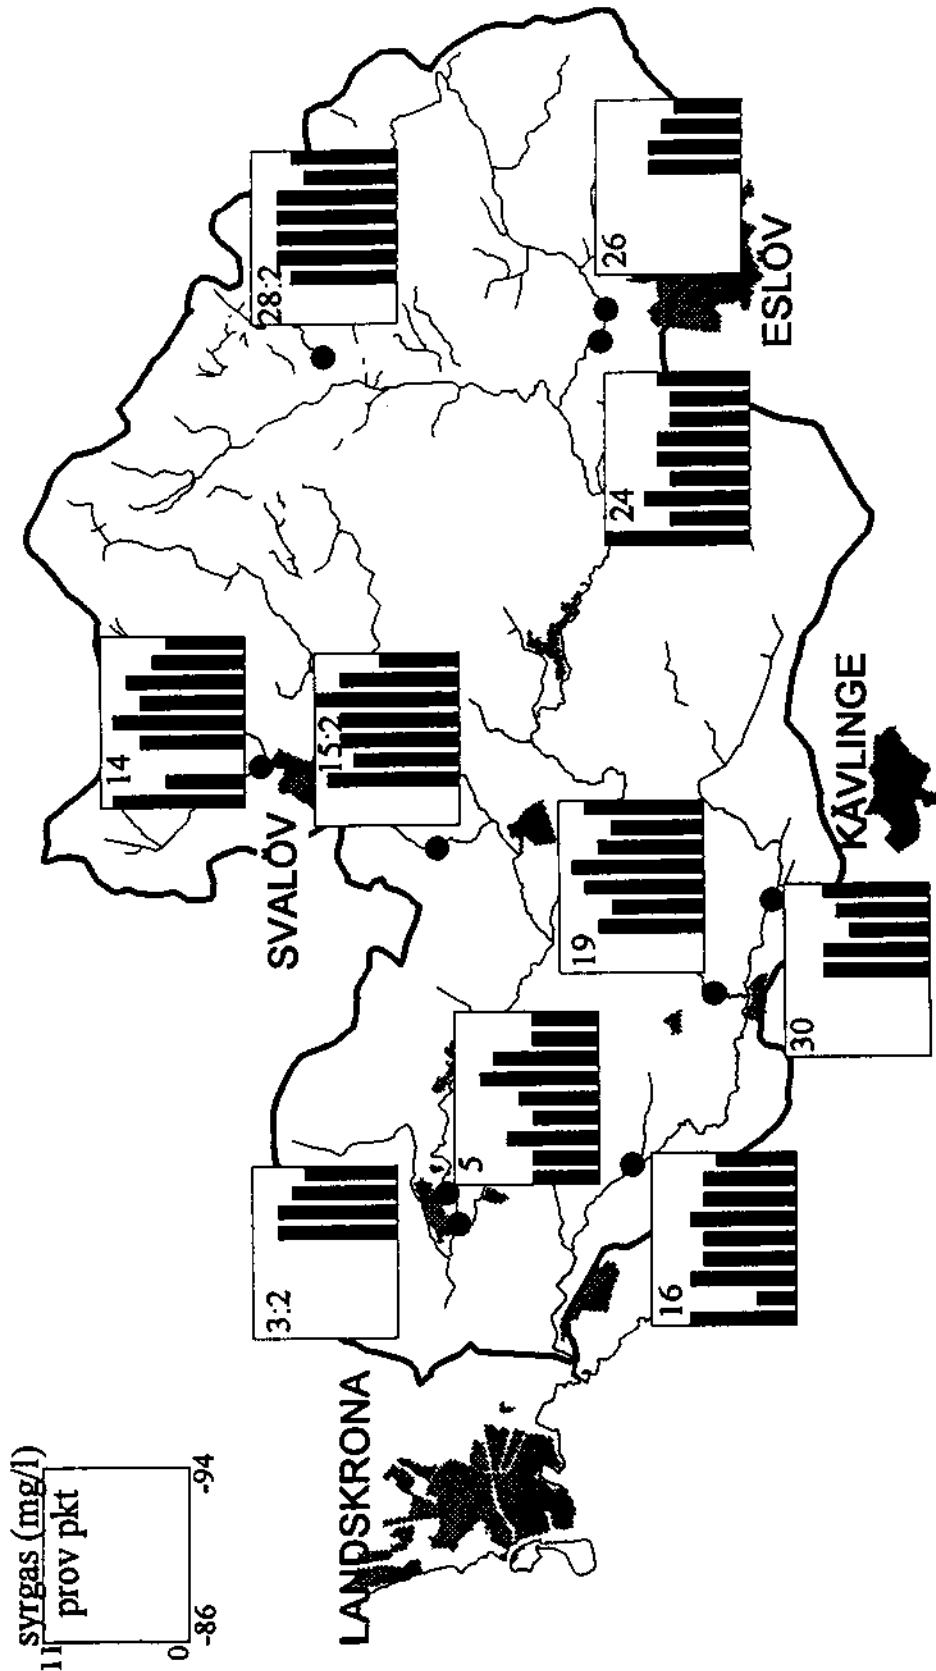 syrgas (mg/l)
11
prov pkt
0
-86
-94
LANDSKRONA
3:2
5
16
SVALÖV
14
15:2
19
30
KÄVLINGE
28:2
24
26
ESLÖV